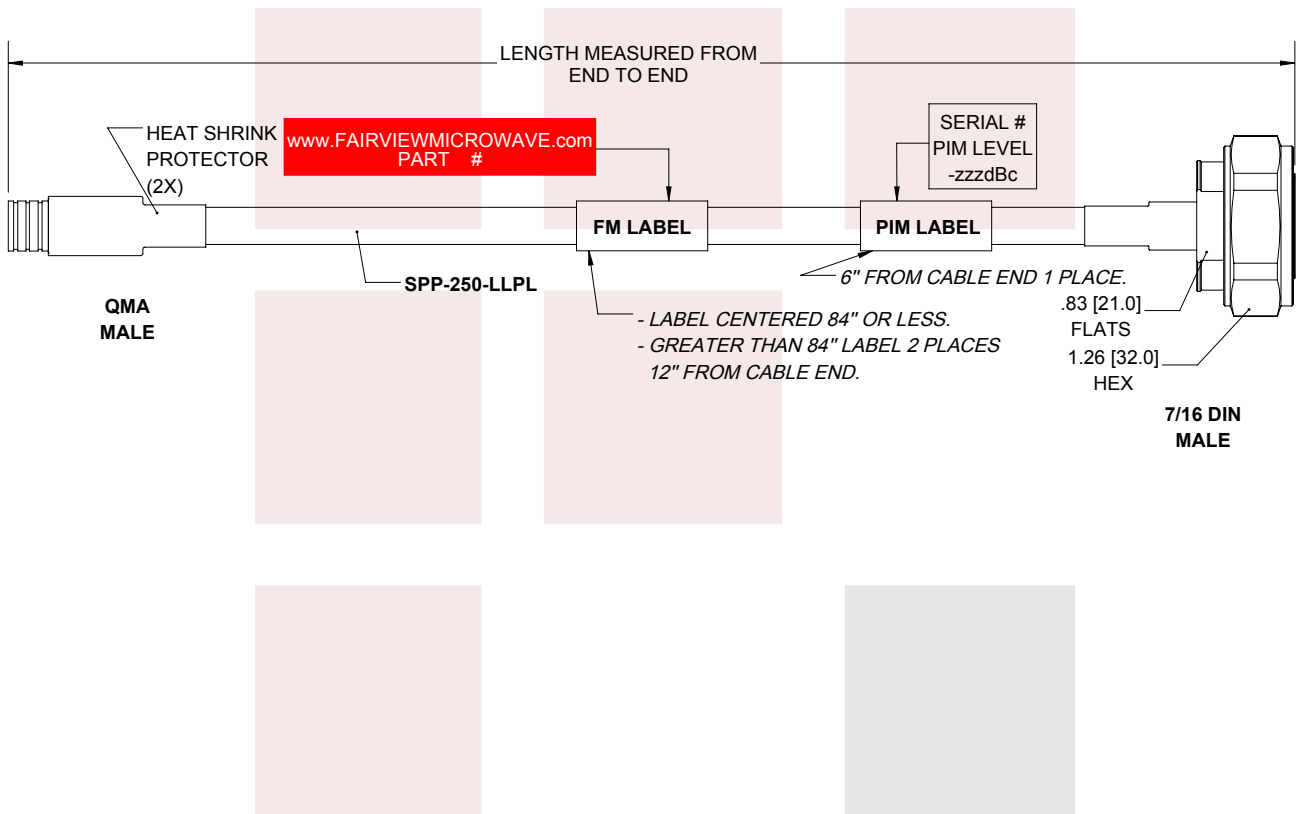 LENGTH MEASURED FROM
END TO END
HEAT SHRINK
PROTECTOR
(2X)
www.FAIRVIEWMICROWAVE.com
PART #
SERIAL #
PIM LEVEL
-zzzdBc
FM LABEL
PIM LABEL
SPP-250-LLPL
6" FROM CABLE END 1 PLACE.
QMA
MALE
- LABEL CENTERED 84" OR LESS.
- GREATER THAN 84" LABEL 2 PLACES
12" FROM CABLE END.
.83 [21.0]
FLATS
1.26 [32.0]
HEX
7/16 DIN
MALE